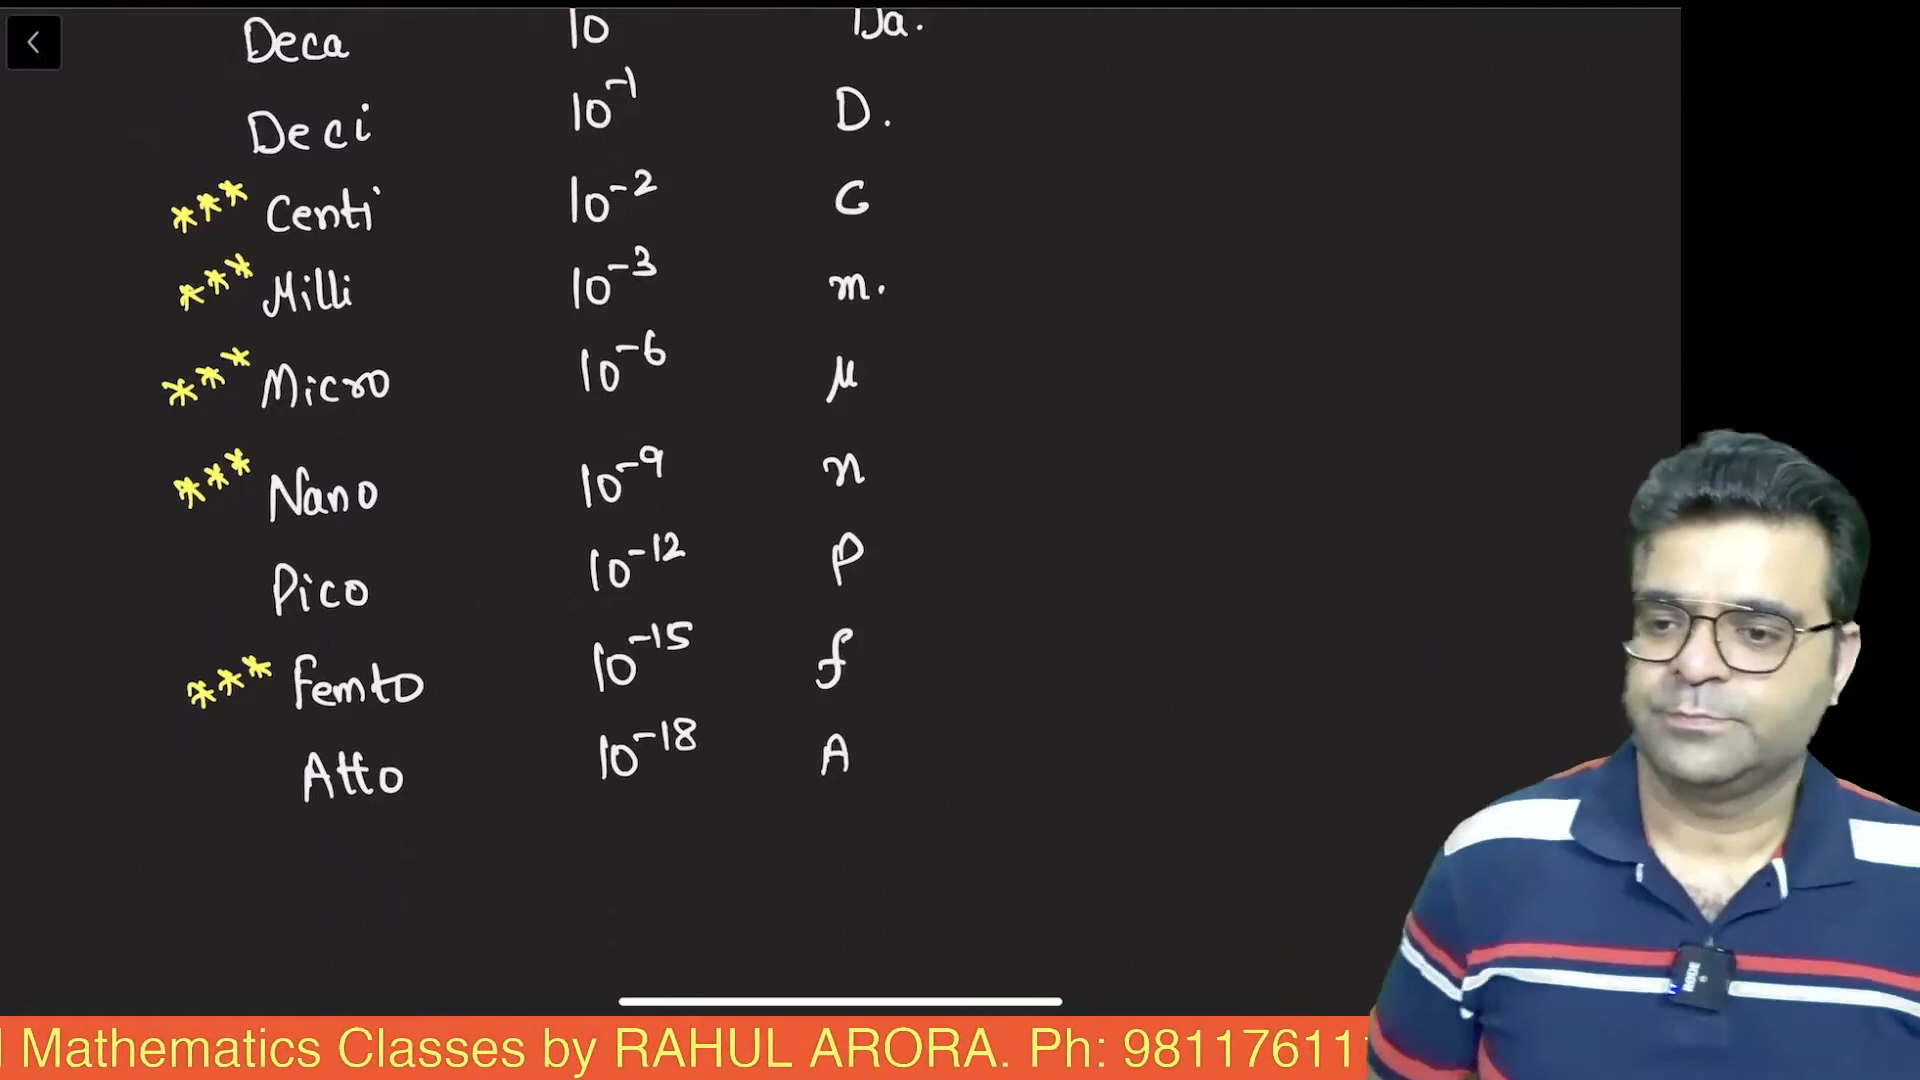 Deca 10 Da.
Deci 10⁻¹ D.
*** Centi 10⁻² C
*** Milli 10⁻³ m.
*** Micro 10⁻⁶ μ
*** Nano 10⁻⁹ n
Pico 10⁻¹² P
*** Femto 10⁻¹⁵ f
Atto 10⁻¹⁸ A
RODE
Mathematics Classes by RAHUL ARORA. Ph: 98117611